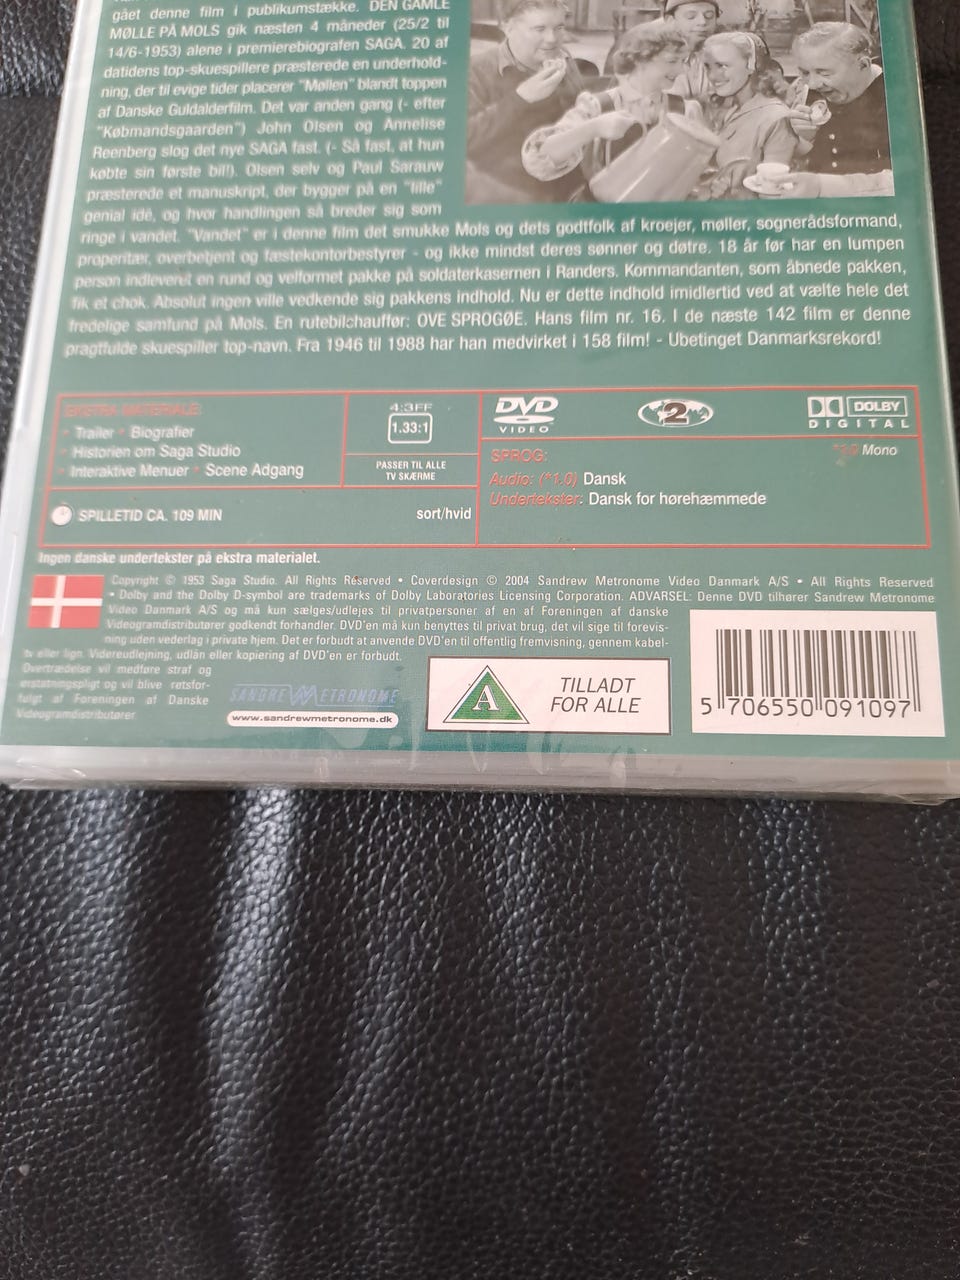 gået denne film i publikumstække. DEN GAMLE
MØLLE PÅ MOLS gik næsten 4 måneder (25/2 til
14/6-1953) alene i premierebiografen SAGA. 20 af
datidens top-skuespillere præsterede en underhold-
ning, der til evige tider placerer "Møllen" blandt toppen
af Danske Guldalderfilm. Det var anden gang (- efter
"Købmandsgaarden") John Olsen og Annelise
Reenberg slog det nye SAGA fast. (- Så fast, at hun
købte sin første bil!). Olsen selv og Paul Sarauw
præsterede et manuskript, der bygger på en "lille"
genial idé, og hvor handlingen så breder sig som
ringe i vandet. "Vandet" er i denne film det smukke Mols og dets godtfolk af kroejer, møller, sognerådsformand,
proprietær, overbetjent og fæstekontorbestyrer - og ikke mindst deres sønner og døtre. 18 år før har en lumpen
person indleveret en rund og velformet pakke på soldaterkasernen i Randers. Kommandanten, som åbnede pakken,
fik et chok. Absolut ingen ville vedkende sig pakkens indhold. Nu er dette indhold imidlertid ved at vælte hele det
fredelige samfund på Mols. En rutebilchauffør: OVE SPROGØE. Hans film nr. 16. I de næste 142 film er denne
pragtfulde skuespiller top-navn. Fra 1946 til 1988 har han medvirket i 158 film! - Ubetinget Danmarksrekord!
EKSTRA MATERIALE:
• Trailer • Biografier
• Historien om Saga Studio
• Interaktive Menuer • Scene Adgang
4:3FF
1.33:1
PASSER TIL ALLE
TV SKÆRME
SPILLETID CA. 109 MIN
sort/hvid
DVD
VIDEO
2
DOLBY
DIGITAL
SPROG:
*1.0 Mono
Audio: (*1.0) Dansk
Undertekster: Dansk for hørehæmmede
Ingen danske undertekster på ekstra materialet.
Copyright © 1953 Saga Studio. All Rights Reserved • Coverdesign © 2004 Sandrew Metronome Video Danmark A/S • All Rights Reserved
• Dolby and the Dolby D-symbol are trademarks of Dolby Laboratories Licensing Corporation. ADVARSEL: Denne DVD tilhører Sandrew Metronome
Video Danmark A/S og må kun sælges/udlejes til privatpersoner af en af Foreningen af danske
Videogramdistributører godkendt forhandler. DVD'en må kun benyttes til privat brug, det vil sige til forevis-
ning uden vederlag i private hjem. Det er forbudt at anvende DVD'en til offentlig fremvisning, gennem kabel-
tv eller lign. Videreudlejning, udlån eller kopiering af DVD'en er forbudt.
Overtrædelse vil medføre straf og
erstatningspligt og vil blive retsfor-
fulgt af Foreningen af Danske
Videogramdistributører.
SANDREW METRONOME
www.sandrewmetronome.dk
A
TILLADT
FOR ALLE
5 706550 091097